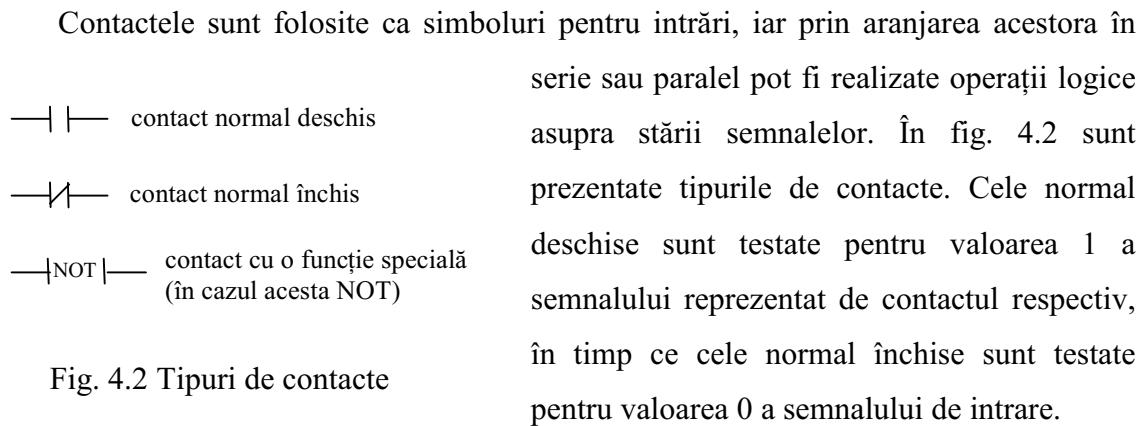 Contactele sunt folosite ca simboluri pentru intrări, iar prin aranjarea acestora în
serie sau paralel pot fi realizate operații logice
asupra stării semnalelor. În fig. 4.2 sunt
prezentate tipurile de contacte. Cele normal
deschise sunt testate pentru valoarea 1 a
semnalului reprezentat de contactul respectiv,
în timp ce cele normal închise sunt testate
pentru valoarea 0 a semnalului de intrare.
contact normal deschis
contact normal închis
NOT
contact cu o funcție specială
(în cazul acesta NOT)
Fig. 4.2 Tipuri de contacte